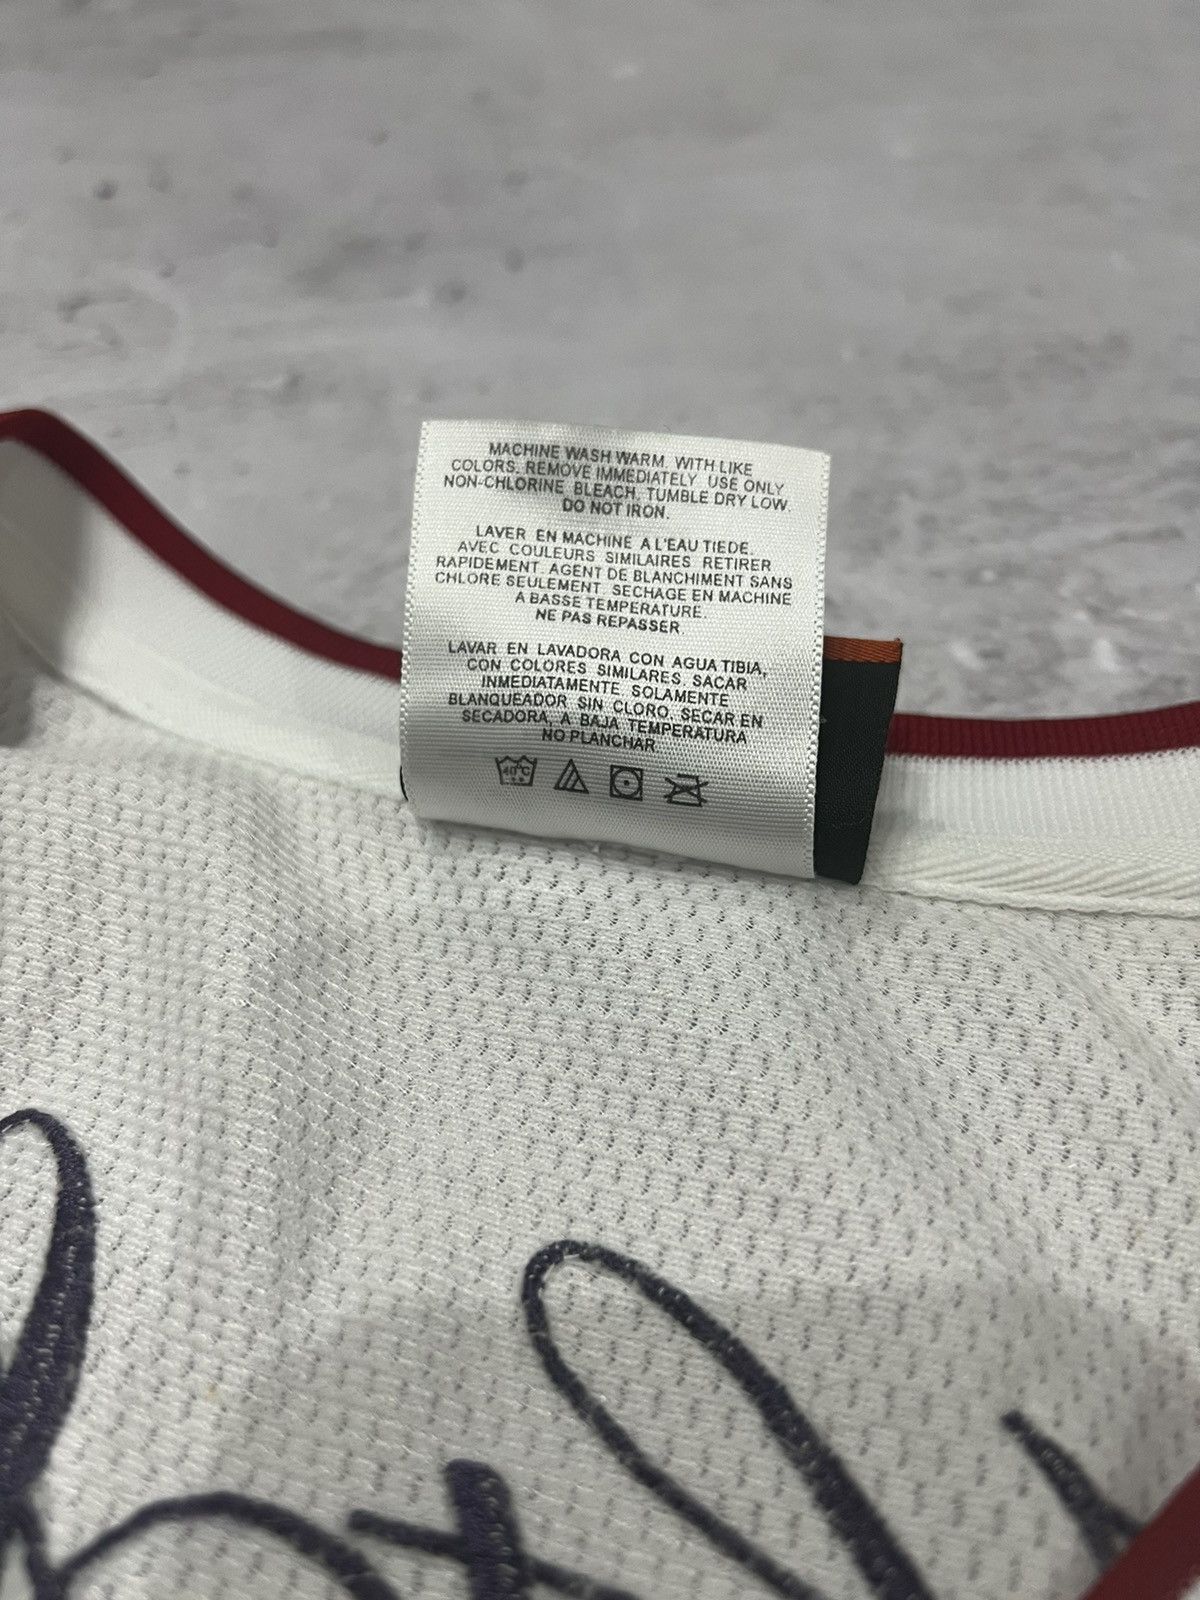 MACHINE WASH WARM. WITH LIKE
COLORS. REMOVE IMMEDIATELY. USE ONLY
NON-CHLORINE BLEACH. TUMBLE DRY LOW.
DO NOT IRON.
LAVER EN MACHINE A L'EAU TIEDE.
AVEC COULEURS SIMILAIRES RETIRER
RAPIDEMENT. AGENT DE BLANCHIMENT SANS
CHLORE SEULEMENT. SECHAGE EN MACHINE
A BASSE TEMPERATURE.
NE PAS REPASSER.
LAVAR EN LAVADORA CON AGUA TIBIA,
CON COLORES SIMILARES. SACAR
INMEDIATAMENTE SOLAMENTE
BLANQUEADOR SIN CLORO. SECAR EN
SECADORA, A BAJA TEMPERATURA
NO PLANCHAR
40°C